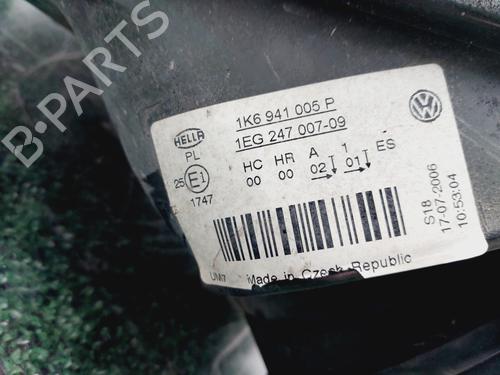 B-PARTS
HELLA
PL
25 E1
1747
1K6 941 005 P
1EG 247 007-09
HC HR A 1 ES
00 00 02 01
S18
17-07-2006
10:53:04
Made in Czech Republic